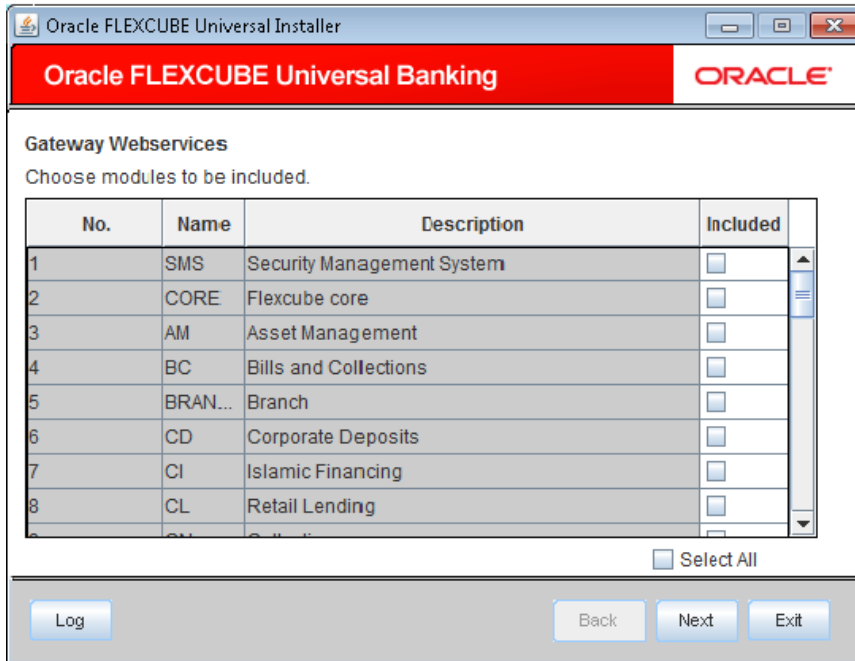 Oracle FLEXCUBE Universal Installer
Oracle FLEXCUBE Universal Banking ORACLE
Gateway Webservices
Choose modules to be included.
No. Name Description Included
1 SMS Security Management System
2 CORE Flexcube core
3 AM Asset Management
4 BC Bills and Collections
5 BRAN... Branch
6 CD Corporate Deposits
7 CI Islamic Financing
8 CL Retail Lending
Select All
Log Back Next Exit